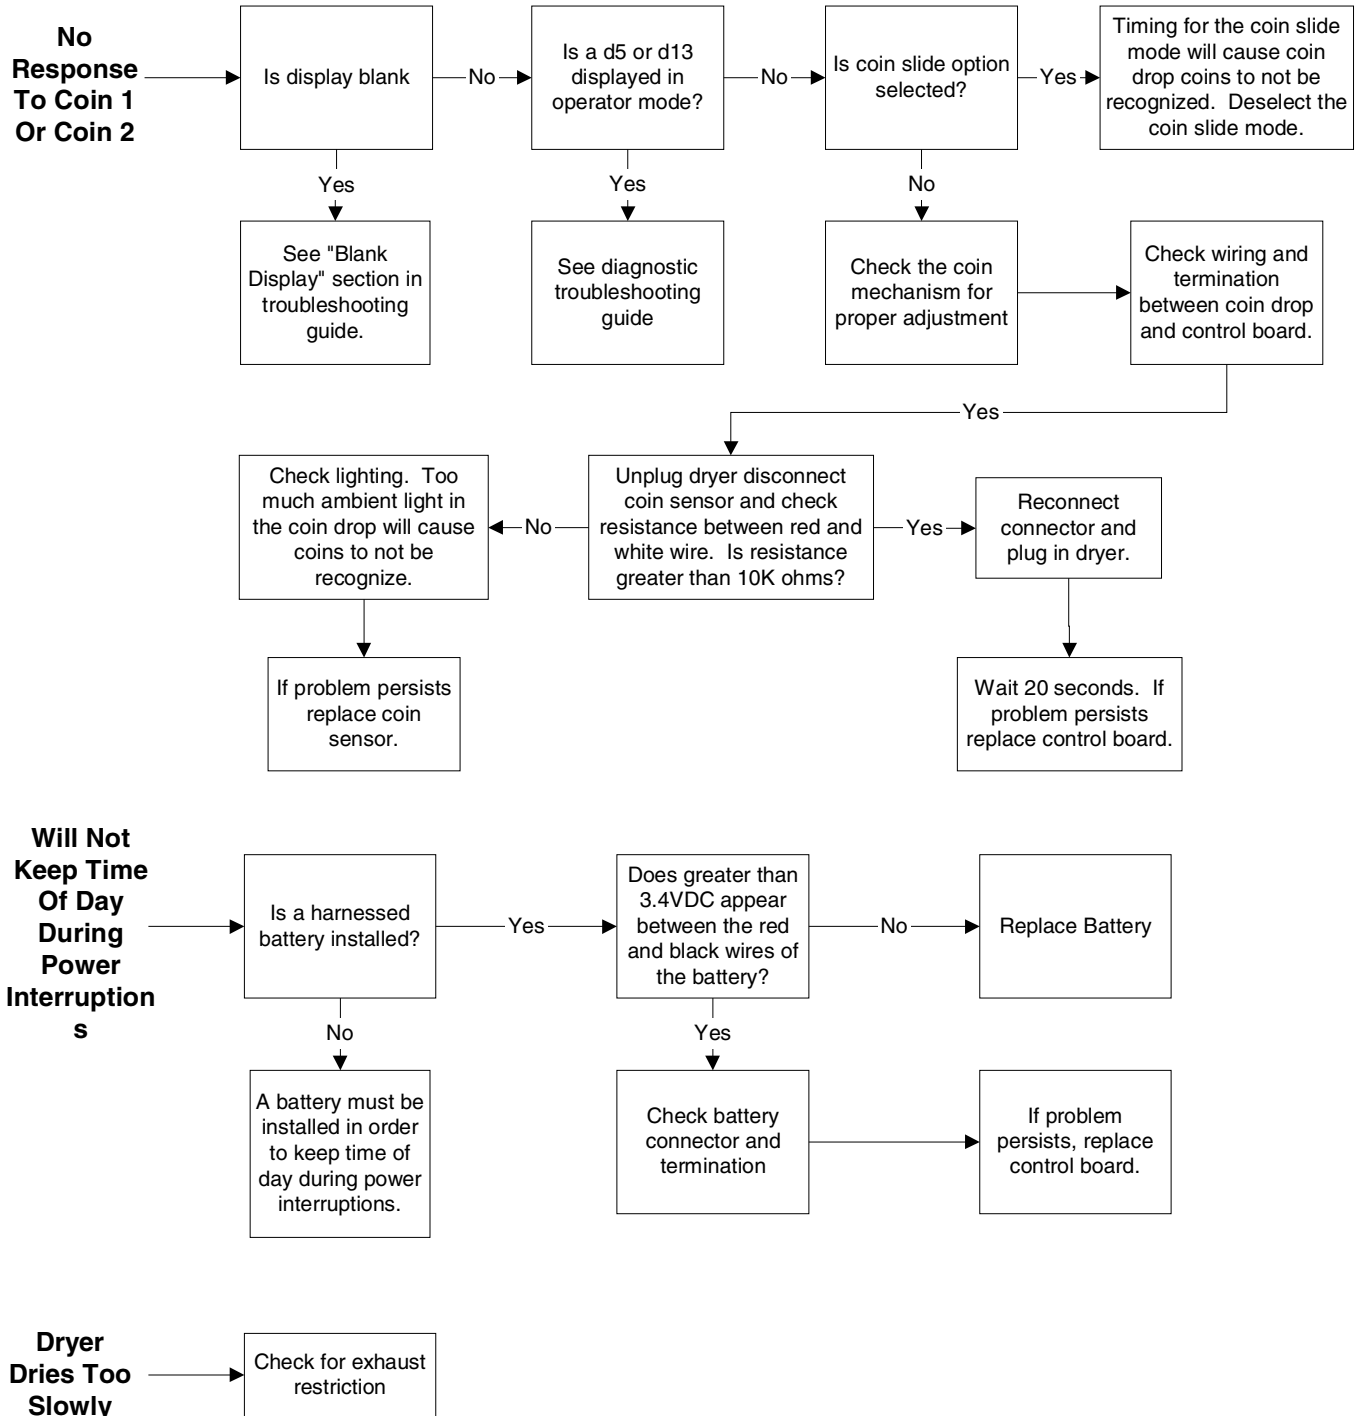 No
Response
To Coin 1
Or Coin 2
Is display blank
No
Is a d5 or d13
displayed in
operator mode?
No
Is coin slide option
selected?
Yes
Timing for the coin slide
mode will cause coin
drop coins to not be
recognized. Deselect the
coin slide mode.
Yes
Yes
No
See "Blank
Display" section in
troubleshooting
guide.
See diagnostic
troubleshooting
guide
Check the coin
mechanism for
proper adjustment
Check wiring and
termination
between coin drop
and control board.
Yes
Check lighting. Too
much ambient light in
the coin drop will cause
coins to not be
recognize.
No
Unplug dryer disconnect
coin sensor and check
resistance between red and
white wire. Is resistance
greater than 10K ohms?
Yes
Reconnect
connector and
plug in dryer.
If problem persists
replace coin
sensor.
Wait 20 seconds. If
problem persists
replace control board.
Will Not
Keep Time
Of Day
During
Power
Interruption
s
Is a harnessed
battery installed?
Yes
Does greater than
3.4VDC appear
between the red
and black wires of
the battery?
No
Replace Battery
No
Yes
A battery must be
installed in order
to keep time of
day during power
interruptions.
Check battery
connector and
termination
If problem
persists, replace
control board.
Dryer
Dries Too
Slowly
Check for exhaust
restriction